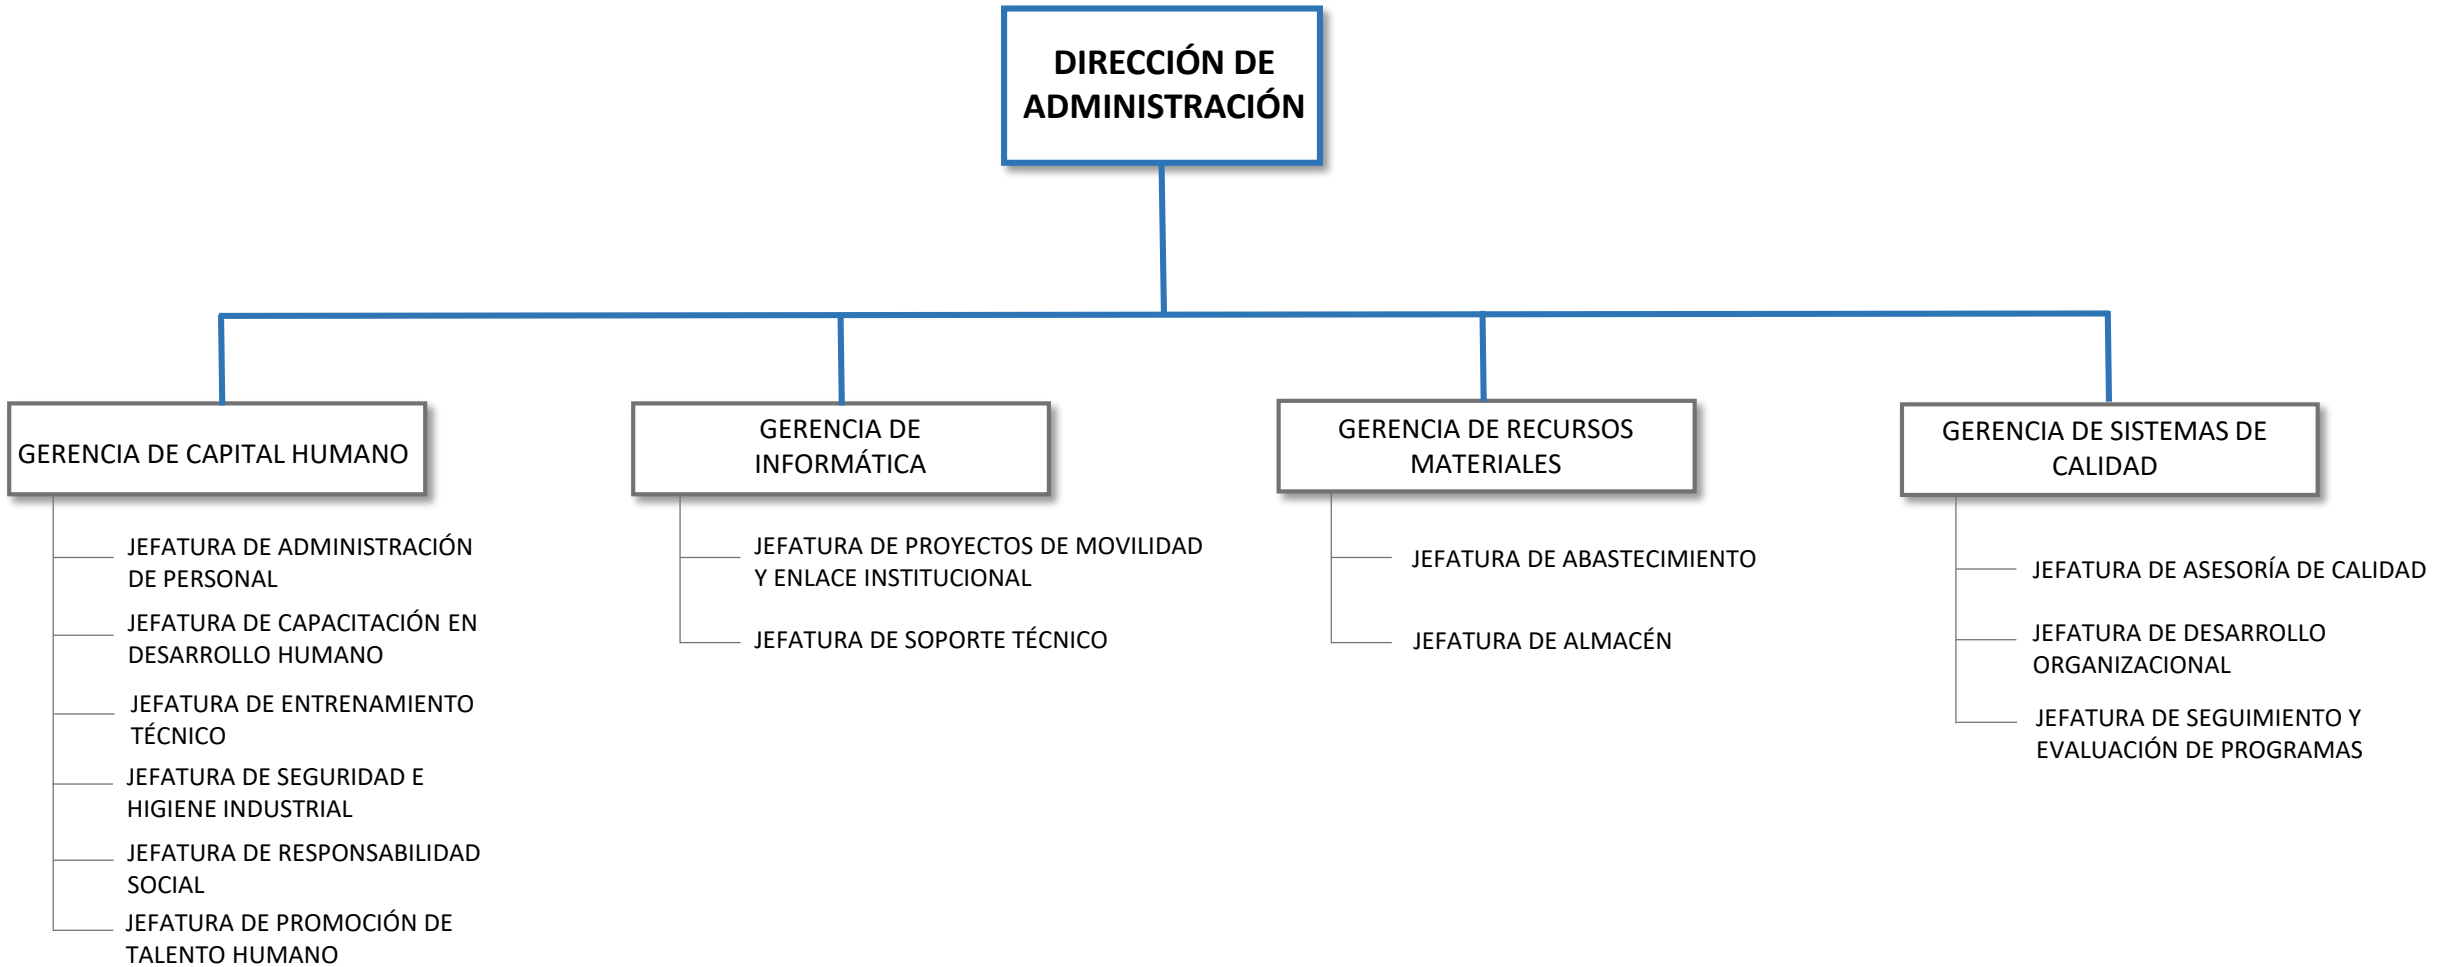 DIRECCIÓN DE
ADMINISTRACIÓN
GERENCIA DE CAPITAL HUMANO
JEFATURA DE ADMINISTRACIÓN
DE PERSONAL
JEFATURA DE CAPACITACIÓN EN
DESARROLLO HUMANO
JEFATURA DE ENTRENAMIENTO
TÉCNICO
JEFATURA DE SEGURIDAD E
HIGIENE INDUSTRIAL
JEFATURA DE RESPONSABILIDAD
SOCIAL
JEFATURA DE PROMOCIÓN DE
TALENTO HUMANO
GERENCIA DE
INFORMÁTICA
JEFATURA DE PROYECTOS DE MOVILIDAD
Y ENLACE INSTITUCIONAL
JEFATURA DE SOPORTE TÉCNICO
GERENCIA DE RECURSOS
MATERIALES
JEFATURA DE ABASTECIMIENTO
JEFATURA DE ALMACÉN
GERENCIA DE SISTEMAS DE
CALIDAD
JEFATURA DE ASESORÍA DE CALIDAD
JEFATURA DE DESARROLLO
ORGANIZACIONAL
JEFATURA DE SEGUIMIENTO Y
EVALUACIÓN DE PROGRAMAS